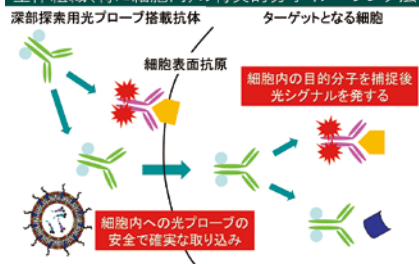 深部探索用光プローブ搭載抗体
ターゲットとなる細胞
細胞表面抗原
細胞内の目的分子を捕捉後
光シグナルを発する
細胞内への光プローブの
安全で確実な取り込み